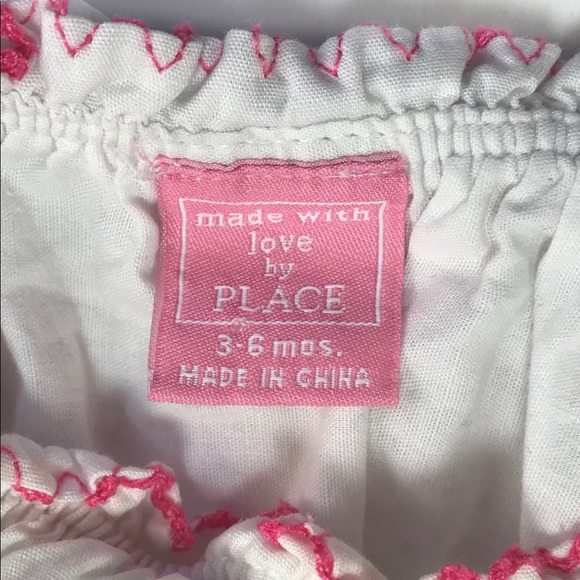 made with
love
by
PLACE
3-6 mos.
MADE IN CHINA